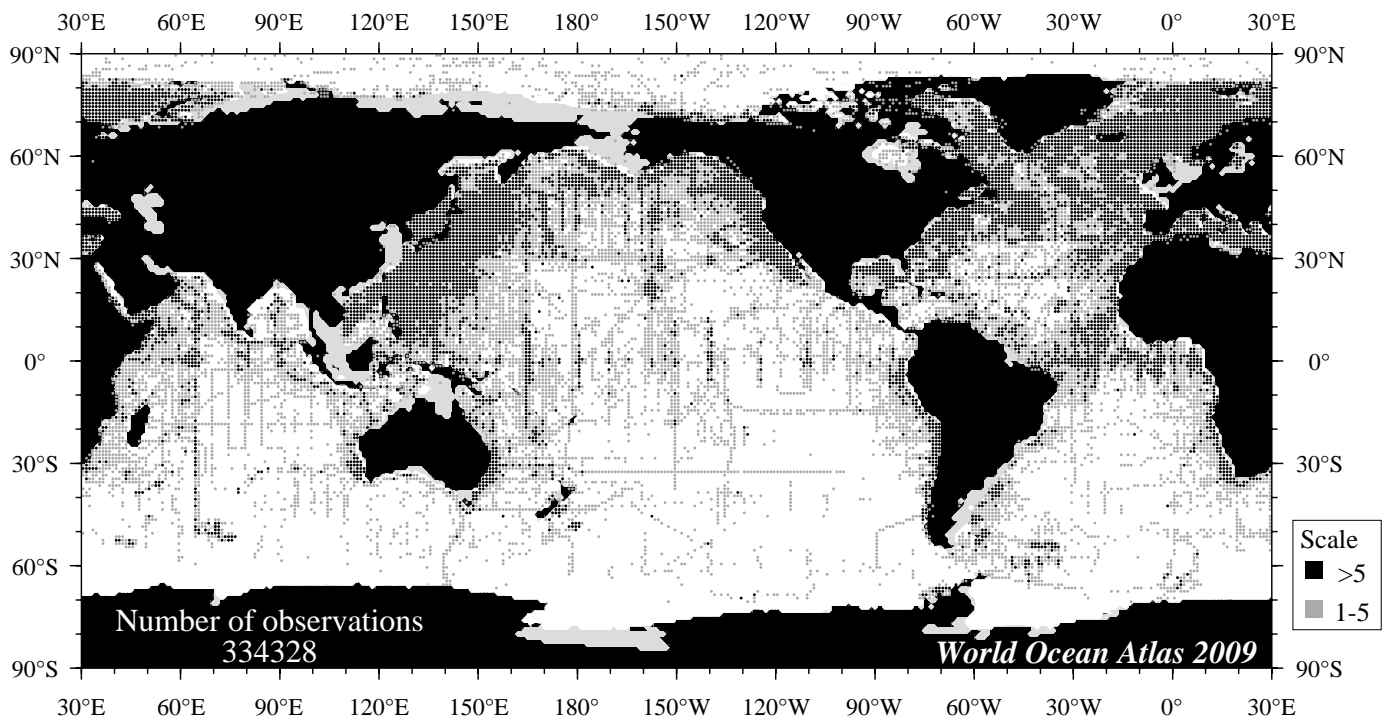 30°E 60°E 90°E 120°E 150°E 180° 150°W 120°W 90°W 60°W 30°W 0° 30°E
90°N 90°N
60°N 60°N
30°N 30°N
0° 0°
30°S 30°S
60°S 60°S
90°S 90°S
Scale
>5
1-5
Number of observations
334328
World Ocean Atlas 2009
30°E 60°E 90°E 120°E 150°E 180° 150°W 120°W 90°W 60°W 30°W 0° 30°E